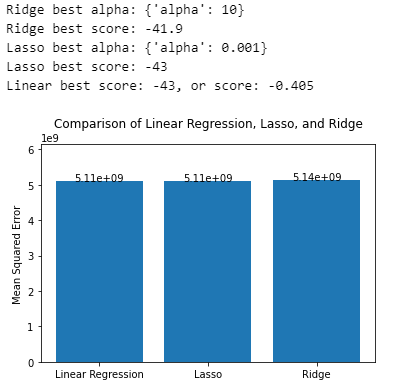 Ridge best alpha: {'alpha': 10}
Ridge best score: -41.9
Lasso best alpha: {'alpha': 0.001}
Lasso best score: -43
Linear best score: -43, or score: -0.405
Comparison of Linear Regression, Lasso, and Ridge
1e9
6
5
4
3
2
1
0
Mean Squared Error
5.11e+09 5.11e+09 5.14e+09
Linear Regression Lasso Ridge